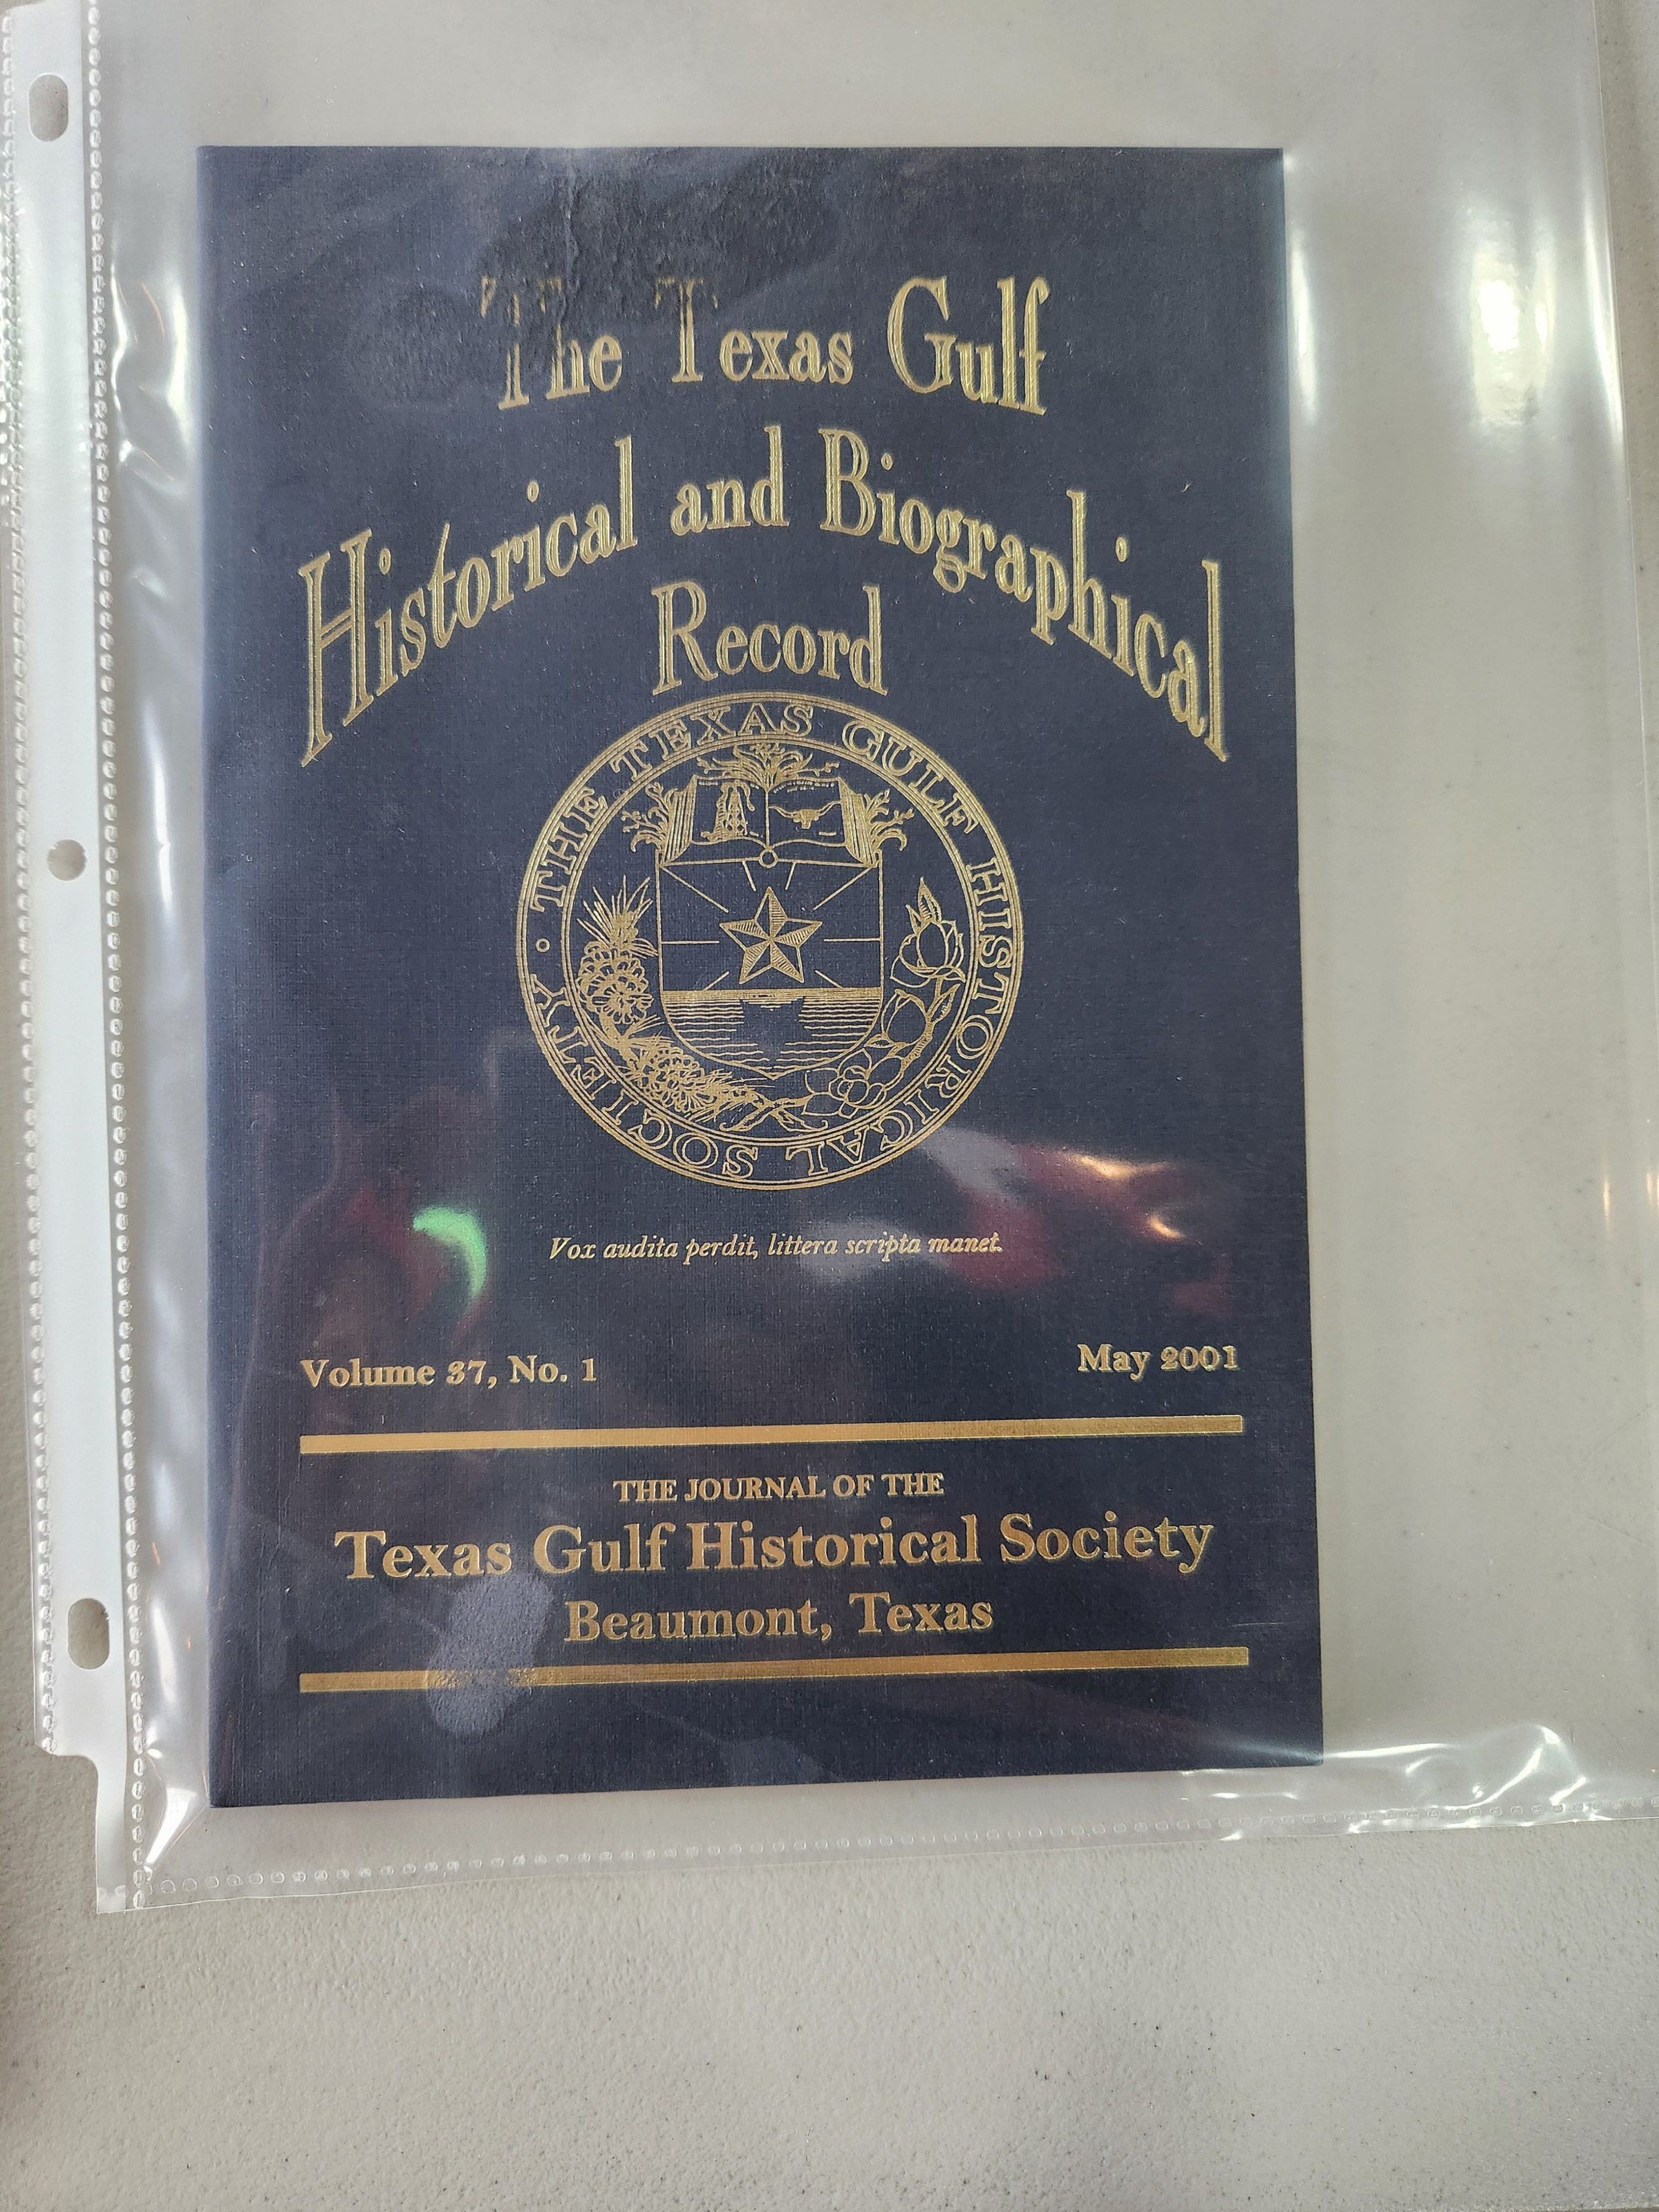 The Texas Gulf
Historical and Biographical
Record
THE TEXAS GULF HISTORICAL SOCIETY
Vox audita perdit, littera scripta manet.
Volume 37, No. 1
May 2001
THE JOURNAL OF THE
Texas Gulf Historical Society
Beaumont, Texas